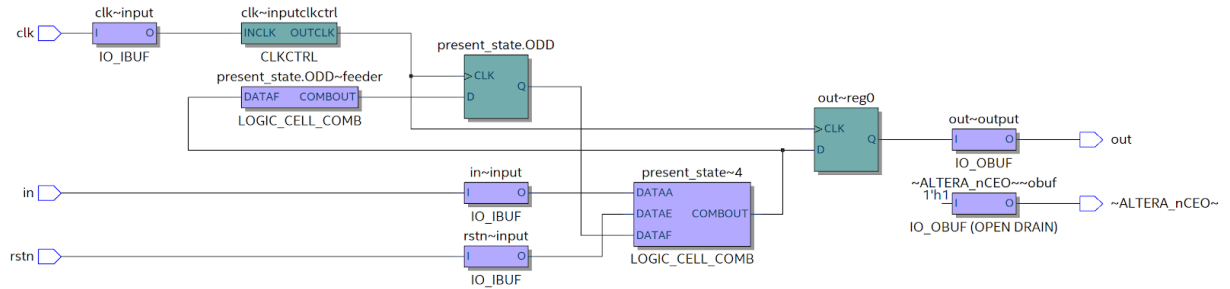 clk
clk~input
I O
IO_IBUF
clk~inputclkctrl
INCLK OUTCLK
CLKCTRL
present_state.ODD
CLK
D
Q
present_state.ODD~feeder
DATAF COMBOUT
LOGIC_CELL_COMB
out~reg0
CLK
D
Q
out~output
I O
IO_OBUF
out
in
in~input
I O
IO_IBUF
present_state~4
DATAA
DATAE
DATAF
COMBOUT
LOGIC_CELL_COMB
~ALTERA_nCEO~~obuf
1'h1
I O
IO_OBUF (OPEN DRAIN)
~ALTERA_nCEO~
rstn
rstn~input
I O
IO_IBUF